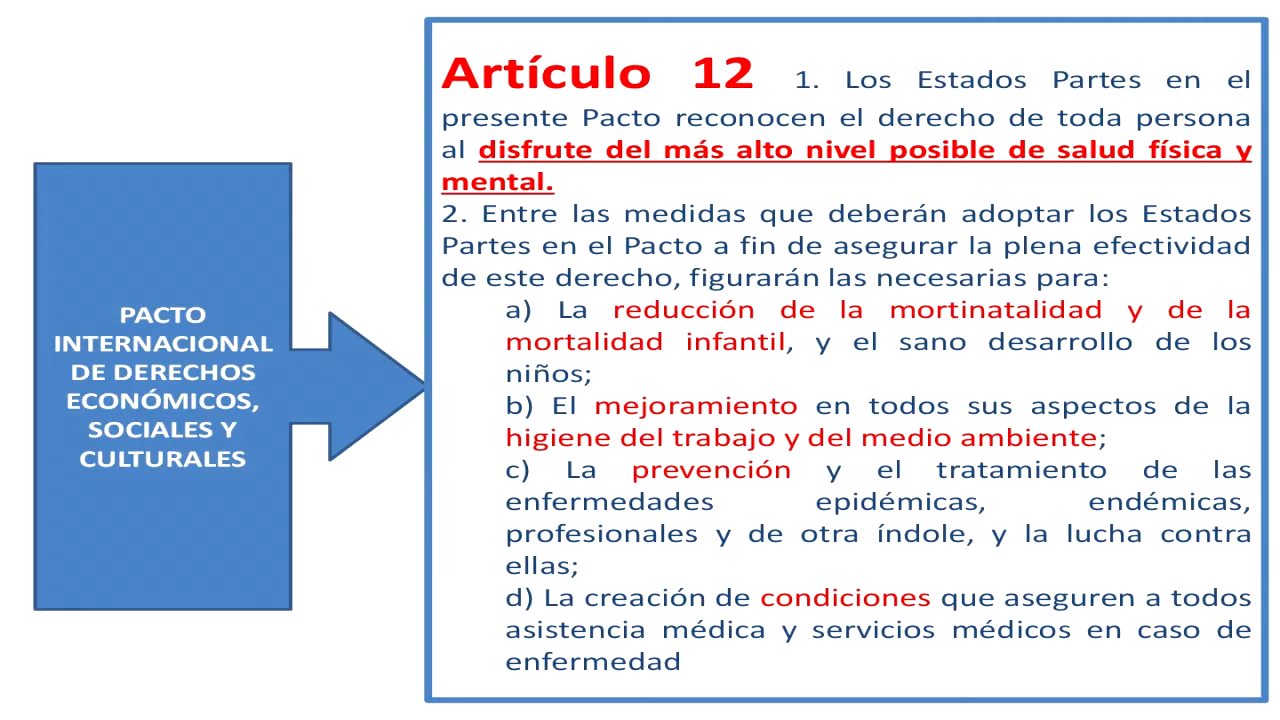 PACTO
INTERNACIONAL
DE DERECHOS
ECONÓMICOS,
SOCIALES Y
CULTURALES
Artículo 12 1. Los Estados Partes en el
presente Pacto reconocen el derecho de toda persona
al disfrute del más alto nivel posible de salud física y
mental.
2. Entre las medidas que deberán adoptar los Estados
Partes en el Pacto a fin de asegurar la plena efectividad
de este derecho, figurarán las necesarias para:
a) La reducción de la mortinatalidad y de la
mortalidad infantil, y el sano desarrollo de los
niños;
b) El mejoramiento en todos sus aspectos de la
higiene del trabajo y del medio ambiente;
c) La prevención y el tratamiento de las
enfermedades epidémicas, endémicas,
profesionales y de otra índole, y la lucha contra
ellas;
d) La creación de condiciones que aseguren a todos
asistencia médica y servicios médicos en caso de
enfermedad